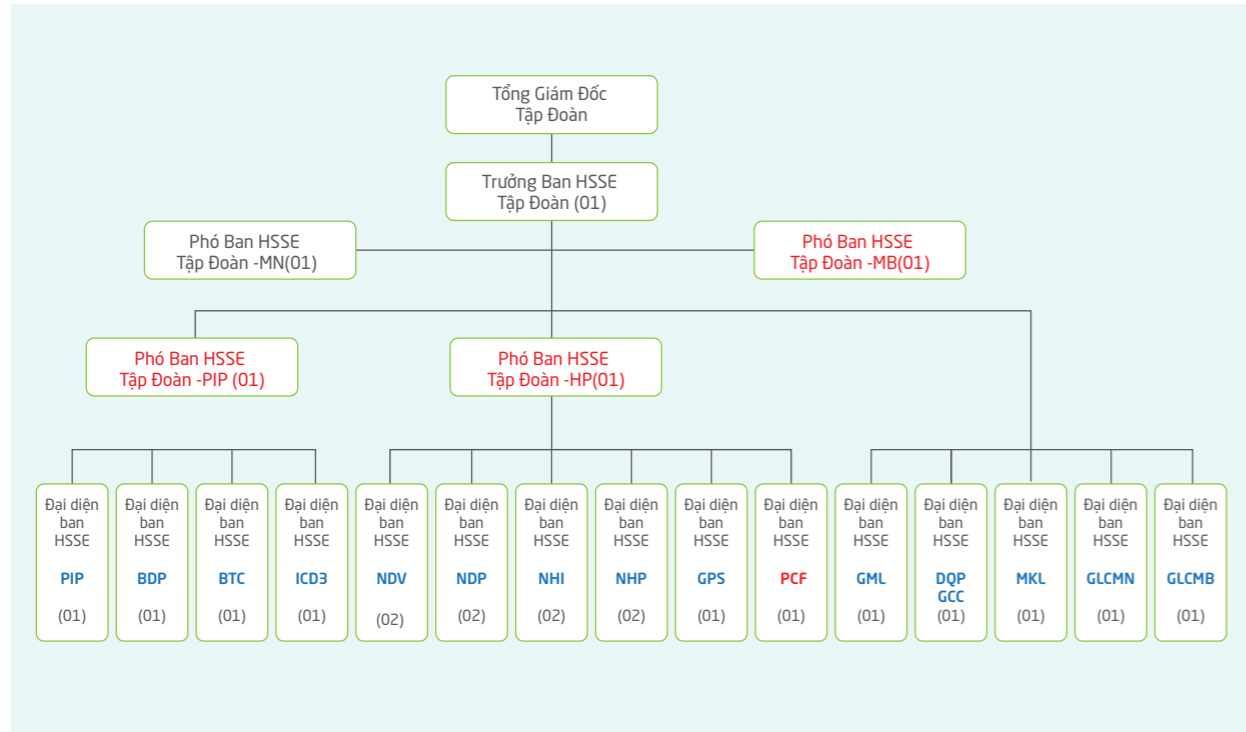 Tổng Giám Đốc
Tập Đoàn
Trưởng Ban HSSE
Tập Đoàn (01)
Phó Ban HSSE
Tập Đoàn -MN(01)
Phó Ban HSSE
Tập Đoàn -MB(01)
Phó Ban HSSE
Tập Đoàn -PIP (01)
Phó Ban HSSE
Tập Đoàn -HP(01)
Đại diện
ban
HSSE
PIP
(01)
Đại diện
ban
HSSE
BDP
(01)
Đại diện
ban
HSSE
BTC
(01)
Đại diện
ban
HSSE
ICD3
(01)
Đại diện
ban
HSSE
NDV
(02)
Đại diện
ban
HSSE
NDP
(02)
Đại diện
ban
HSSE
NHI
(02)
Đại diện
ban
HSSE
NHP
(02)
Đại diện
ban
HSSE
GPS
(01)
Đại diện
ban
HSSE
PCF
(01)
Đại diện
ban
HSSE
GML
(01)
Đại diện
ban
HSSE
DQP
GCC
(01)
Đại diện
ban
HSSE
MKL
(01)
Đại diện
ban
HSSE
GLCMN
(01)
Đại diện
ban
HSSE
GLCMB
(01)